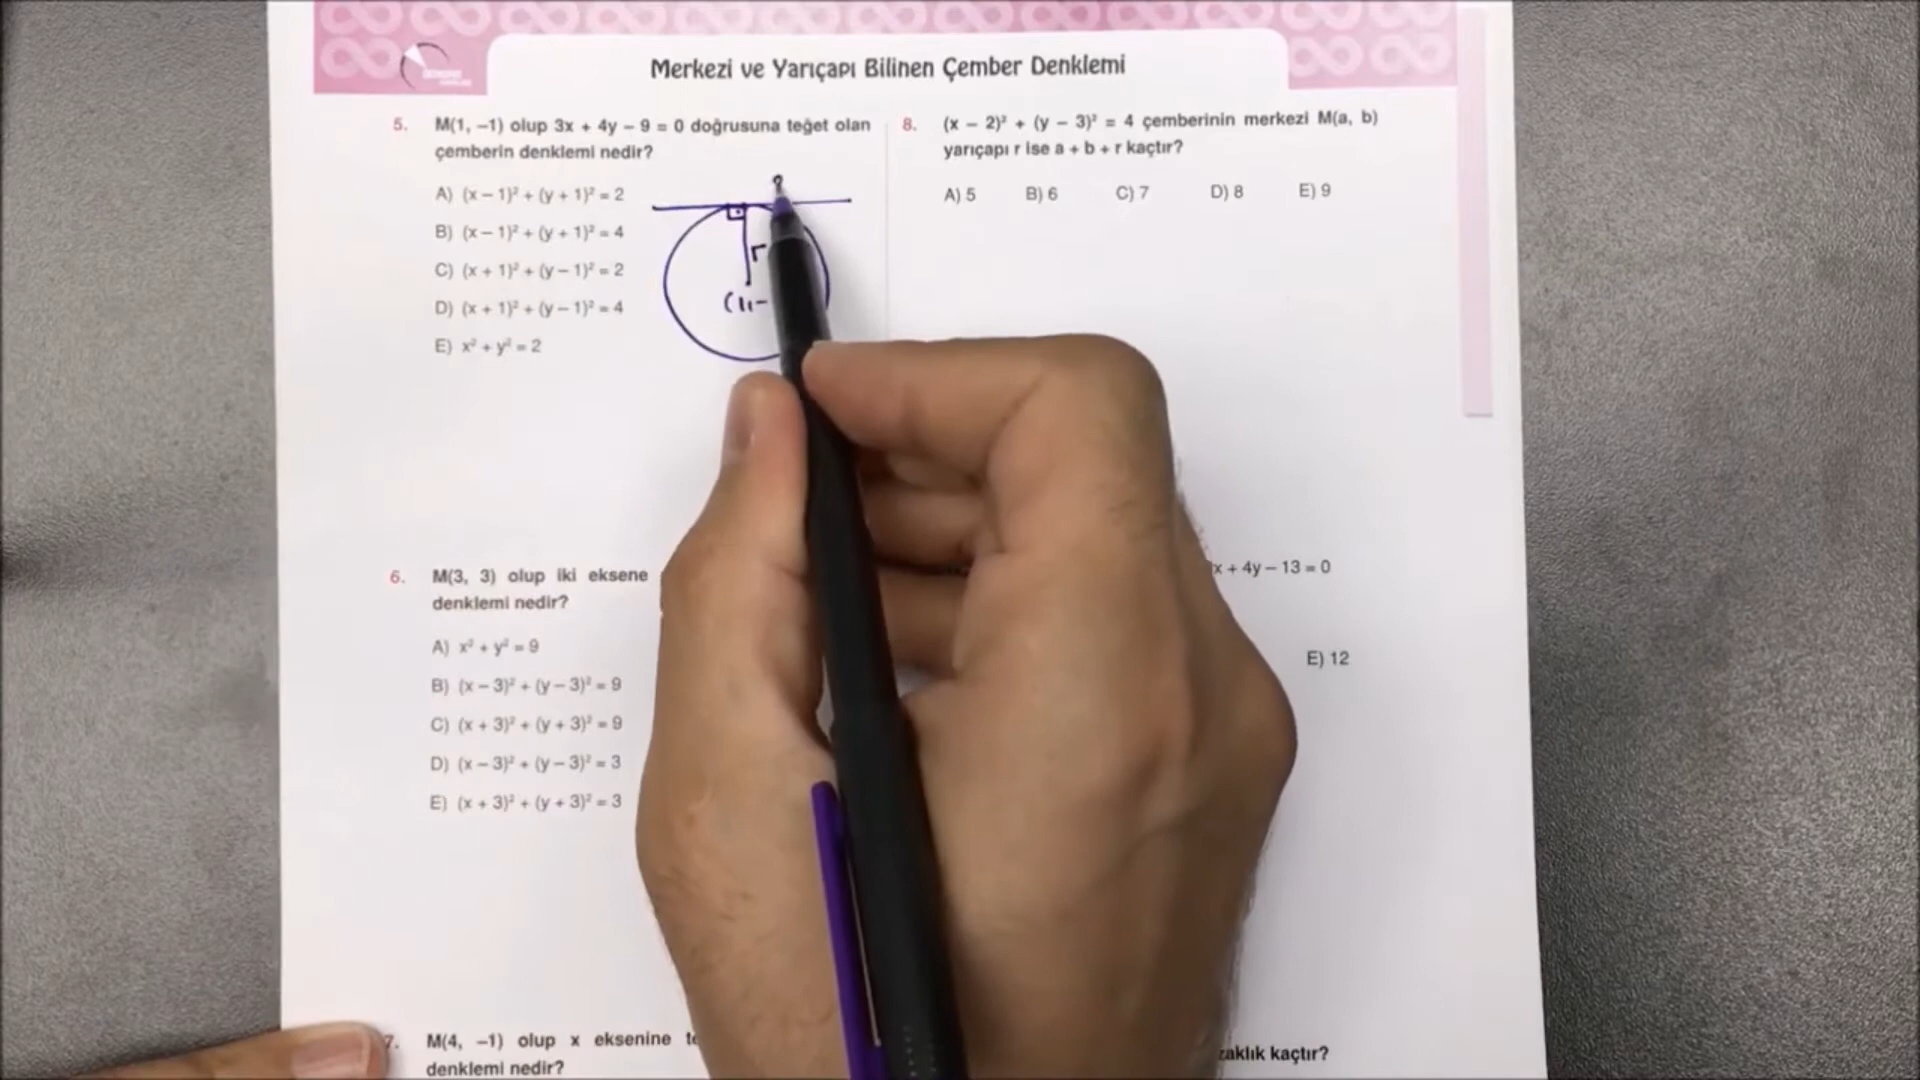 Merkezi ve Yarıçapı Bilinen Çember Denklemi
5. M(1, –1) olup 3x + 4y – 9 = 0 doğrusuna teğet olan
çemberin denklemi nedir?
A) (x – 1)² + (y + 1)² = 2
B) (x – 1)² + (y + 1)² = 4
C) (x + 1)² + (y – 1)² = 2
D) (x + 1)² + (y – 1)² = 4
E) x² + y² = 2
r
(1,-
6. M(3, 3) olup iki eksene
denklemi nedir?
A) x² + y² = 9
B) (x – 3)² + (y – 3)² = 9
C) (x + 3)² + (y + 3)² = 9
D) (x – 3)² + (y – 3)² = 3
E) (x + 3)² + (y + 3)² = 3
7. M(4, –1) olup x eksenine te
denklemi nedir?
8. (x – 2)² + (y – 3)² = 4 çemberinin merkezi M(a, b)
yarıçapı r ise a + b + r kaçtır?
A) 5 B) 6 C) 7 D) 8 E) 9
x + 4y – 13 = 0
E) 12
zaklık kaçtır?